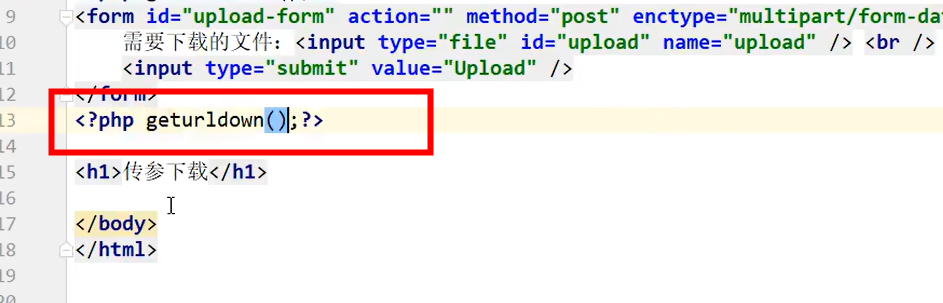 9 <form id="upload-form" action="" method="post" enctype="multipart/form-da
10 需要下载的文件：<input type="file" id="upload" name="upload" /> <br />
11 <input type="submit" value="Upload" />
12 </form>
13 <?php geturldown();?>
14
15 <h1>传参下载</h1>
16
17 </body>
18 </html>
19
20